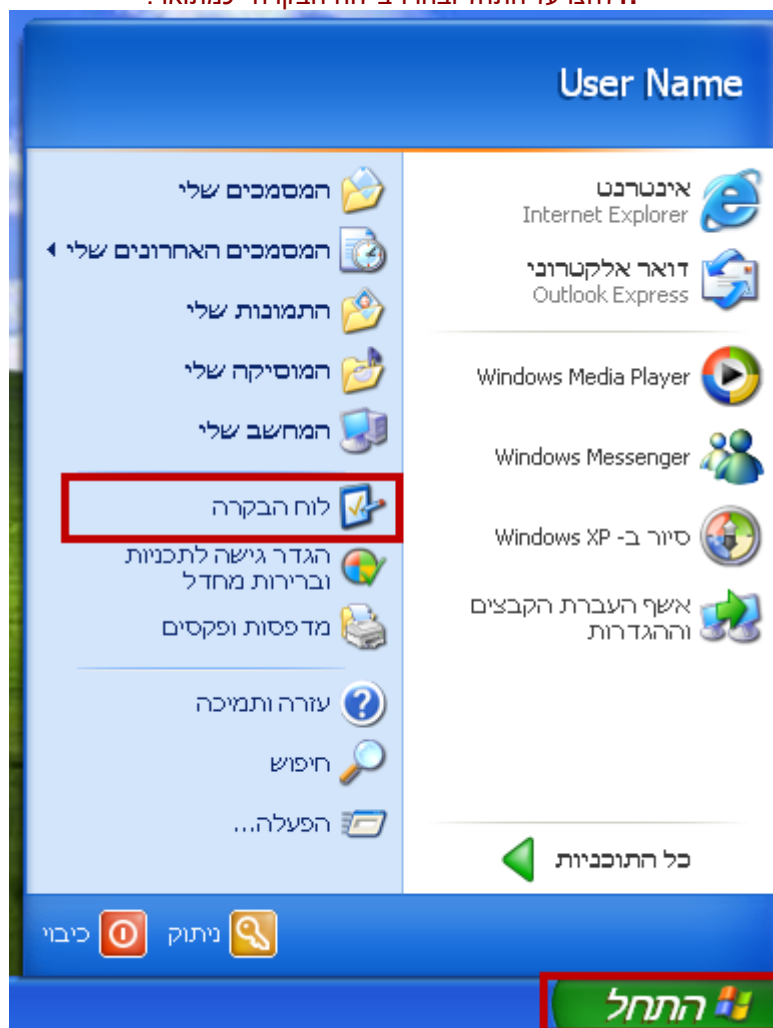 User Name
אינטרנט
Internet Explorer
דואר אלקטרוני
Outlook Express
Windows Media Player
Windows Messenger
סיור ב- Windows XP
אשף העברת הקבצים
וההגדרות
כל התוכניות
המסמכים שלי
המסמכים האחרונים שלי
התמונות שלי
המוסיקה שלי
המחשב שלי
לוח הבקרה
הגדר גישה לתכניות
וברירות מחדל
מדפסות ופקסים
עזרה ותמיכה
חיפוש
הפעלה...
ניתוק
כיבוי
התחל